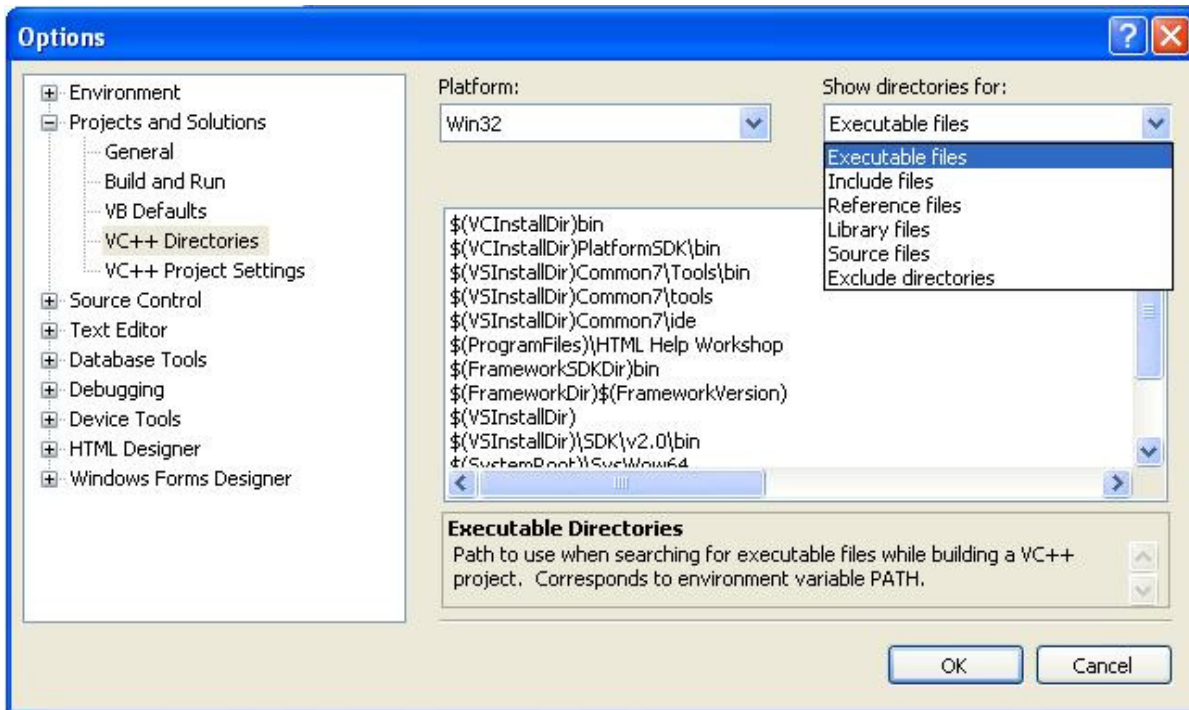 Options
Environment
Projects and Solutions
General
Build and Run
VB Defaults
VC++ Directories
VC++ Project Settings
Source Control
Text Editor
Database Tools
Debugging
Device Tools
HTML Designer
Windows Forms Designer
Platform:
Win32
Show directories for:
Executable files
Executable files
Include files
Reference files
Library files
Source files
Exclude directories
$(VCInstallDir)bin
$(VCInstallDir)PlatformSDK\bin
$(VSInstallDir)Common7\Tools\bin
$(VSInstallDir)Common7\tools
$(VSInstallDir)Common7\ide
$(ProgramFiles)\HTML Help Workshop
$(FrameworkSDKDir)bin
$(FrameworkDir)$(FrameworkVersion)
$(VSInstallDir)
$(VSInstallDir)\SDK\v2.0\bin
$(SystemRoot)\SysWow64
Executable Directories
Path to use when searching for executable files while building a VC++
project. Corresponds to environment variable PATH.
OK
Cancel